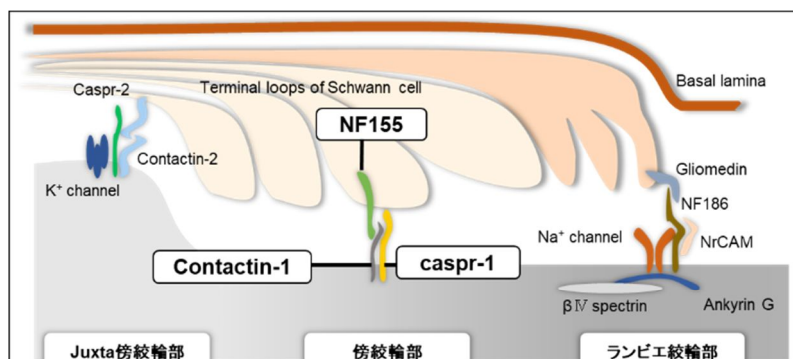 Basal lamina
Caspr-2
Terminal loops of Schwann cell
NF155
Contactin-2
Gliomedin
K⁺ channel
NF186
Na⁺ channel
NrCAM
Contactin-1
caspr-1
βⅣ spectrin
Ankyrin G
Juxta傍絞輪部
傍絞輪部
ランビエ絞輪部